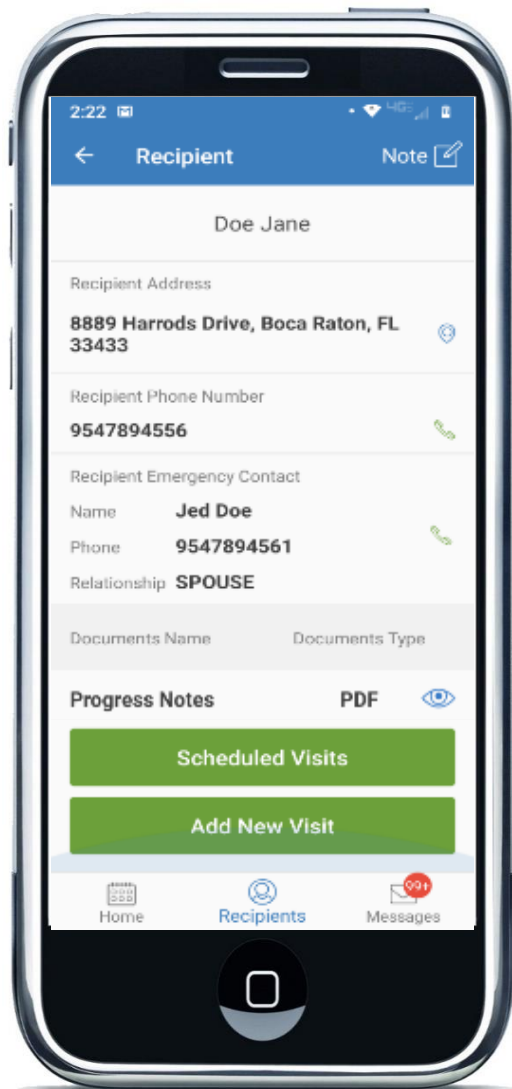 2:22 4G
Recipient Note
Doe Jane
Recipient Address
8889 Harrods Drive, Boca Raton, FL
33433
Recipient Phone Number
9547894556
Recipient Emergency Contact
Name Jed Doe
Phone 9547894561
Relationship SPOUSE
Documents Name Documents Type
Progress Notes PDF
Scheduled Visits
Add New Visit
99+
Home Recipients Messages